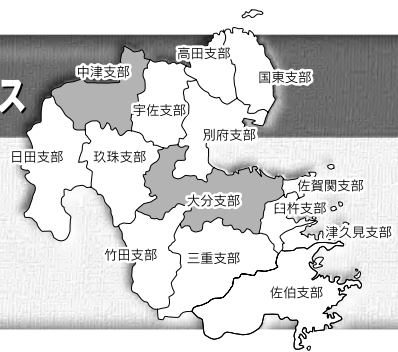 高田支部
中津支部
国東支部
ス
宇佐支部
別府支部
日田支部
玖珠支部
佐賀関支部
大分支部
臼杵支部
津久見支部
竹田支部
三重支部
佐伯支部